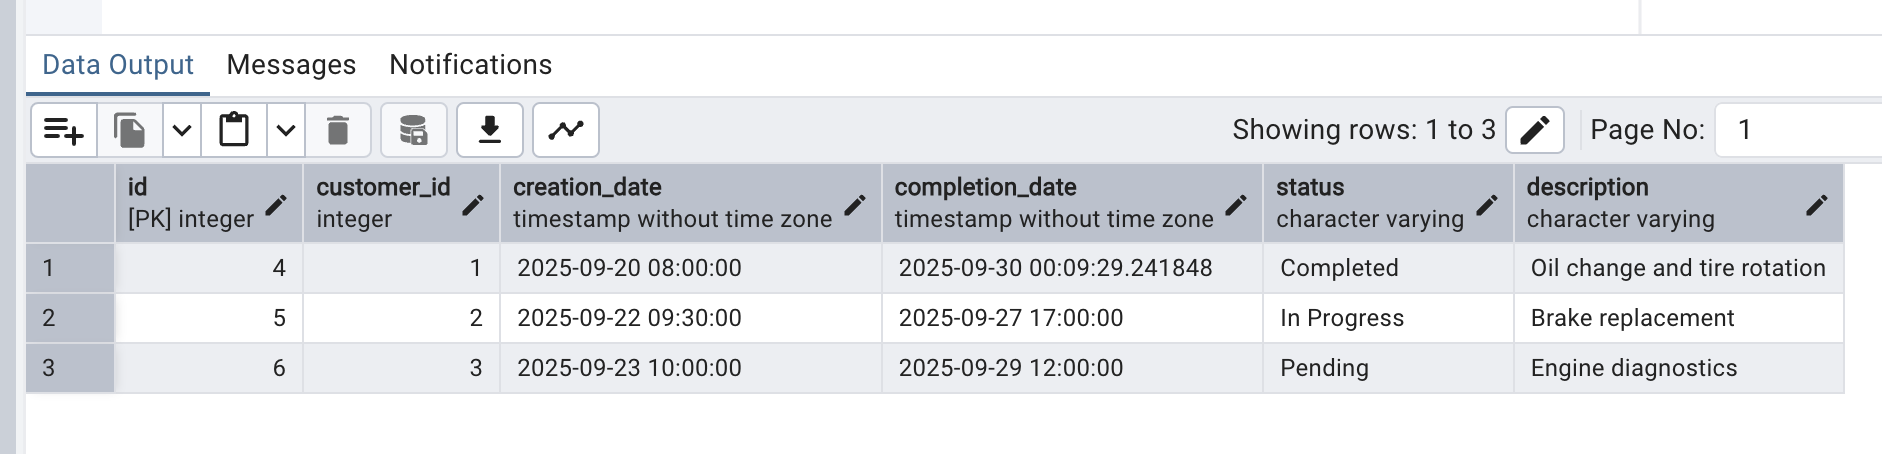 Data Output Messages Notifications
Showing rows: 1 to 3 Page No: 1
id customer_id creation_date completion_date status description
[PK] integer integer timestamp without time zone timestamp without time zone character varying character varying
1 4 1 2025-09-20 08:00:00 2025-09-30 00:09:29.241848 Completed Oil change and tire rotation
2 5 2 2025-09-22 09:30:00 2025-09-27 17:00:00 In Progress Brake replacement
3 6 3 2025-09-23 10:00:00 2025-09-29 12:00:00 Pending Engine diagnostics